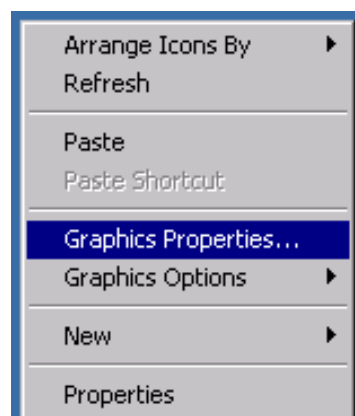 Arrange Icons By
Refresh
Paste
Paste Shortcut
Graphics Properties...
Graphics Options
New
Properties